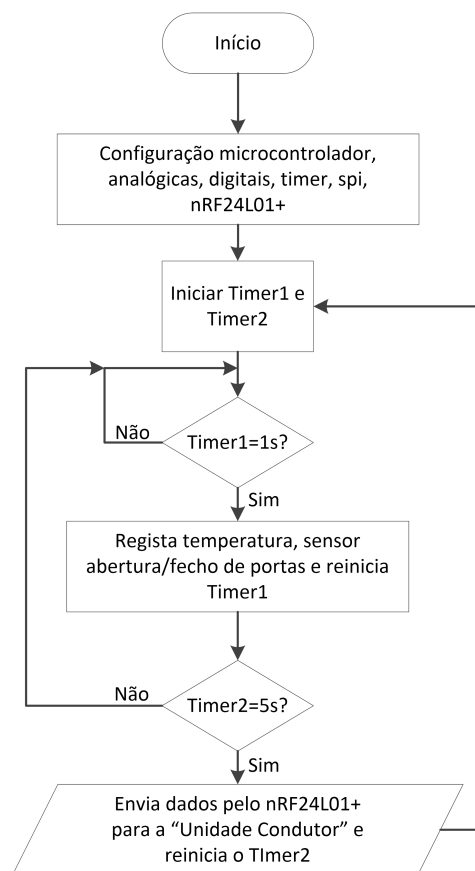 Início
Configuração microcontrolador,
analógicas, digitais, timer, spi,
nRF24L01+
Iniciar Timer1 e
Timer2
Não
Timer1=1s?
Sim
Regista temperatura, sensor
abertura/fecho de portas e reinicia
Timer1
Não
Timer2=5s?
Sim
Envia dados pelo nRF24L01+
para a “Unidade Condutor” e
reinicia o TImer2